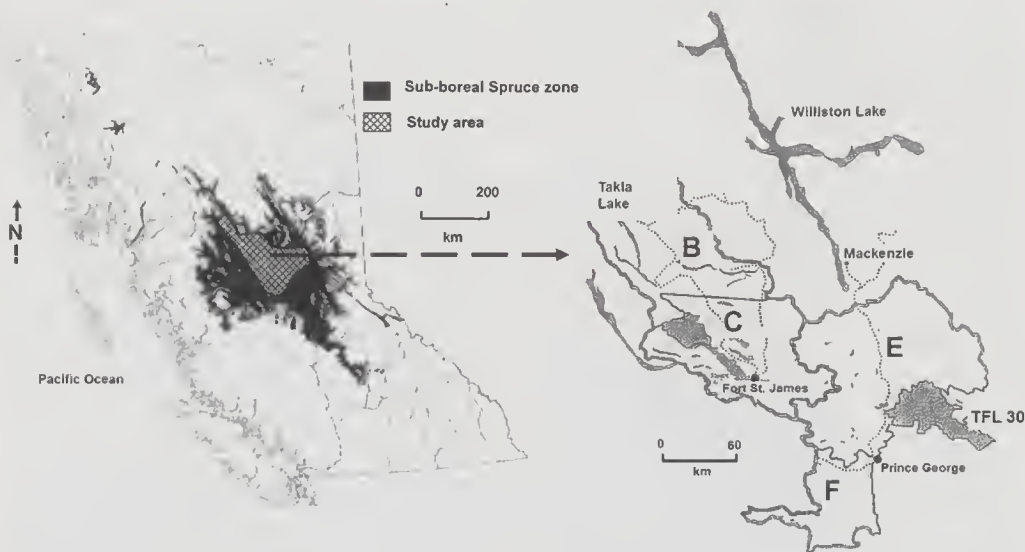 Sub-boreal Spruce zone
Study area
0 200
km
N
Pacific Ocean
Williston Lake
Takla
Lake
B
Mackenzie
C
E
Fort St. James
TFL 30
0 60
km
Prince George
F